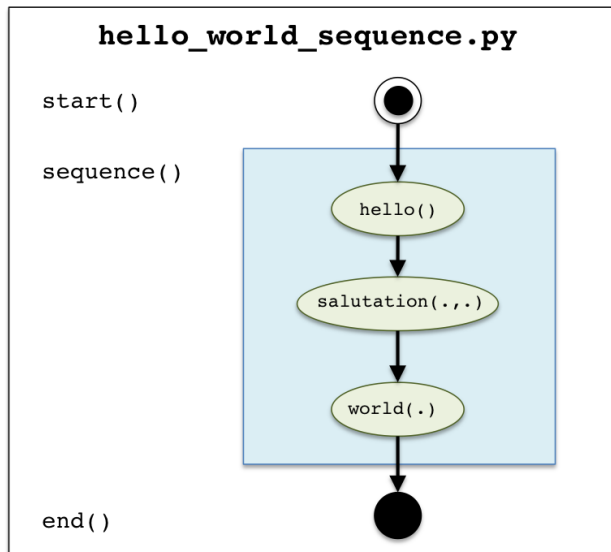 hello_world_sequence.py
start()
sequence()
hello()
salutation(.,.)
world(.)
end()